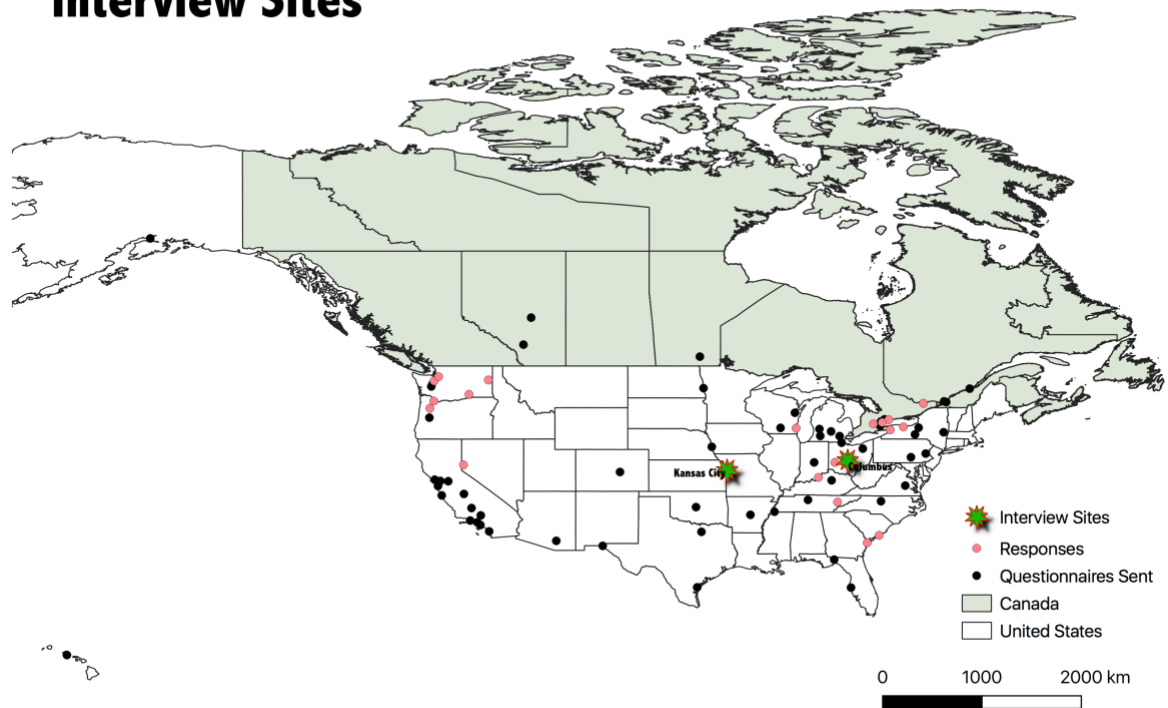 Interview Sites
Kansas City
Columbus
Interview Sites
Responses
Questionnaires Sent
Canada
United States
0 1000 2000 km